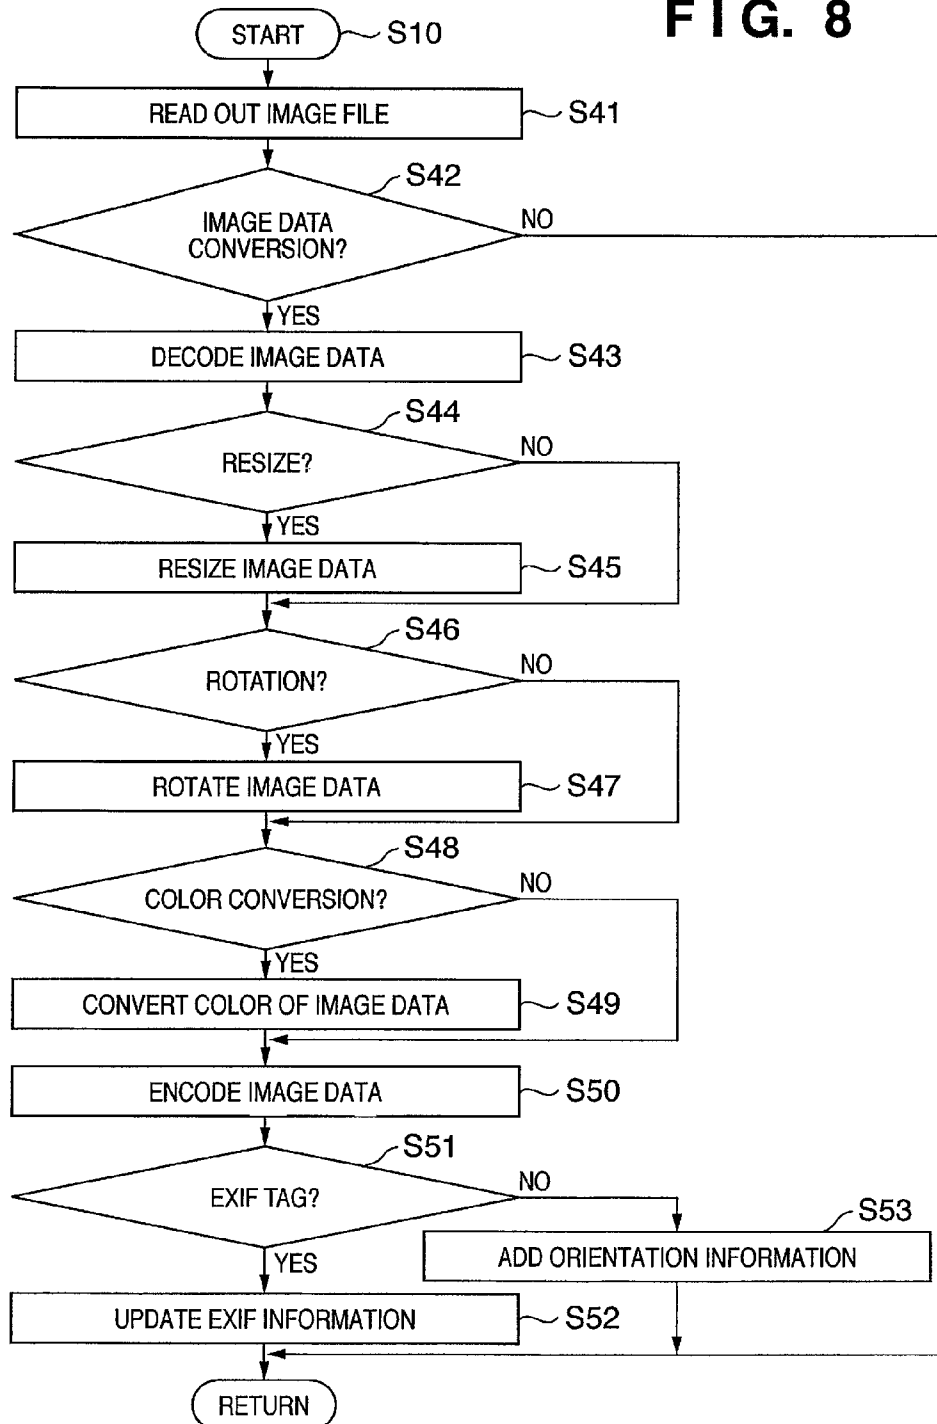 FIG. 8
START
S10
READ OUT IMAGE FILE
S41
S42
IMAGE DATA
CONVERSION?
NO
YES
DECODE IMAGE DATA
S43
S44
RESIZE?
NO
YES
RESIZE IMAGE DATA
S45
S46
ROTATION?
NO
YES
ROTATE IMAGE DATA
S47
S48
COLOR CONVERSION?
NO
YES
CONVERT COLOR OF IMAGE DATA
S49
ENCODE IMAGE DATA
S50
S51
EXIF TAG?
NO
S53
ADD ORIENTATION INFORMATION
YES
UPDATE EXIF INFORMATION
S52
RETURN